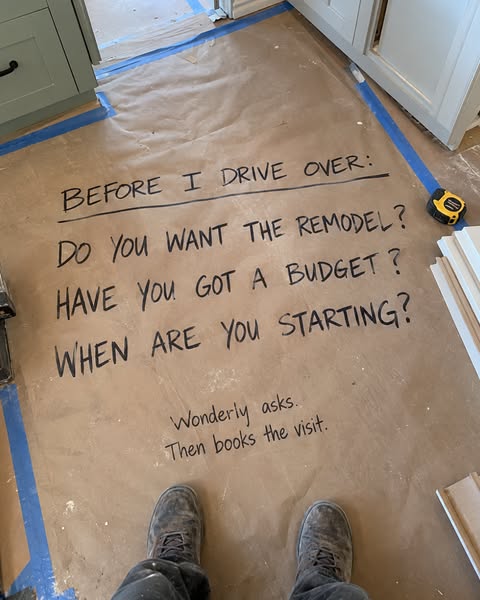 BEFORE I DRIVE OVER:
DO YOU WANT THE REMODEL?
HAVE YOU GOT A BUDGET?
WHEN ARE YOU STARTING?
Wonderly asks.
Then books the visit.